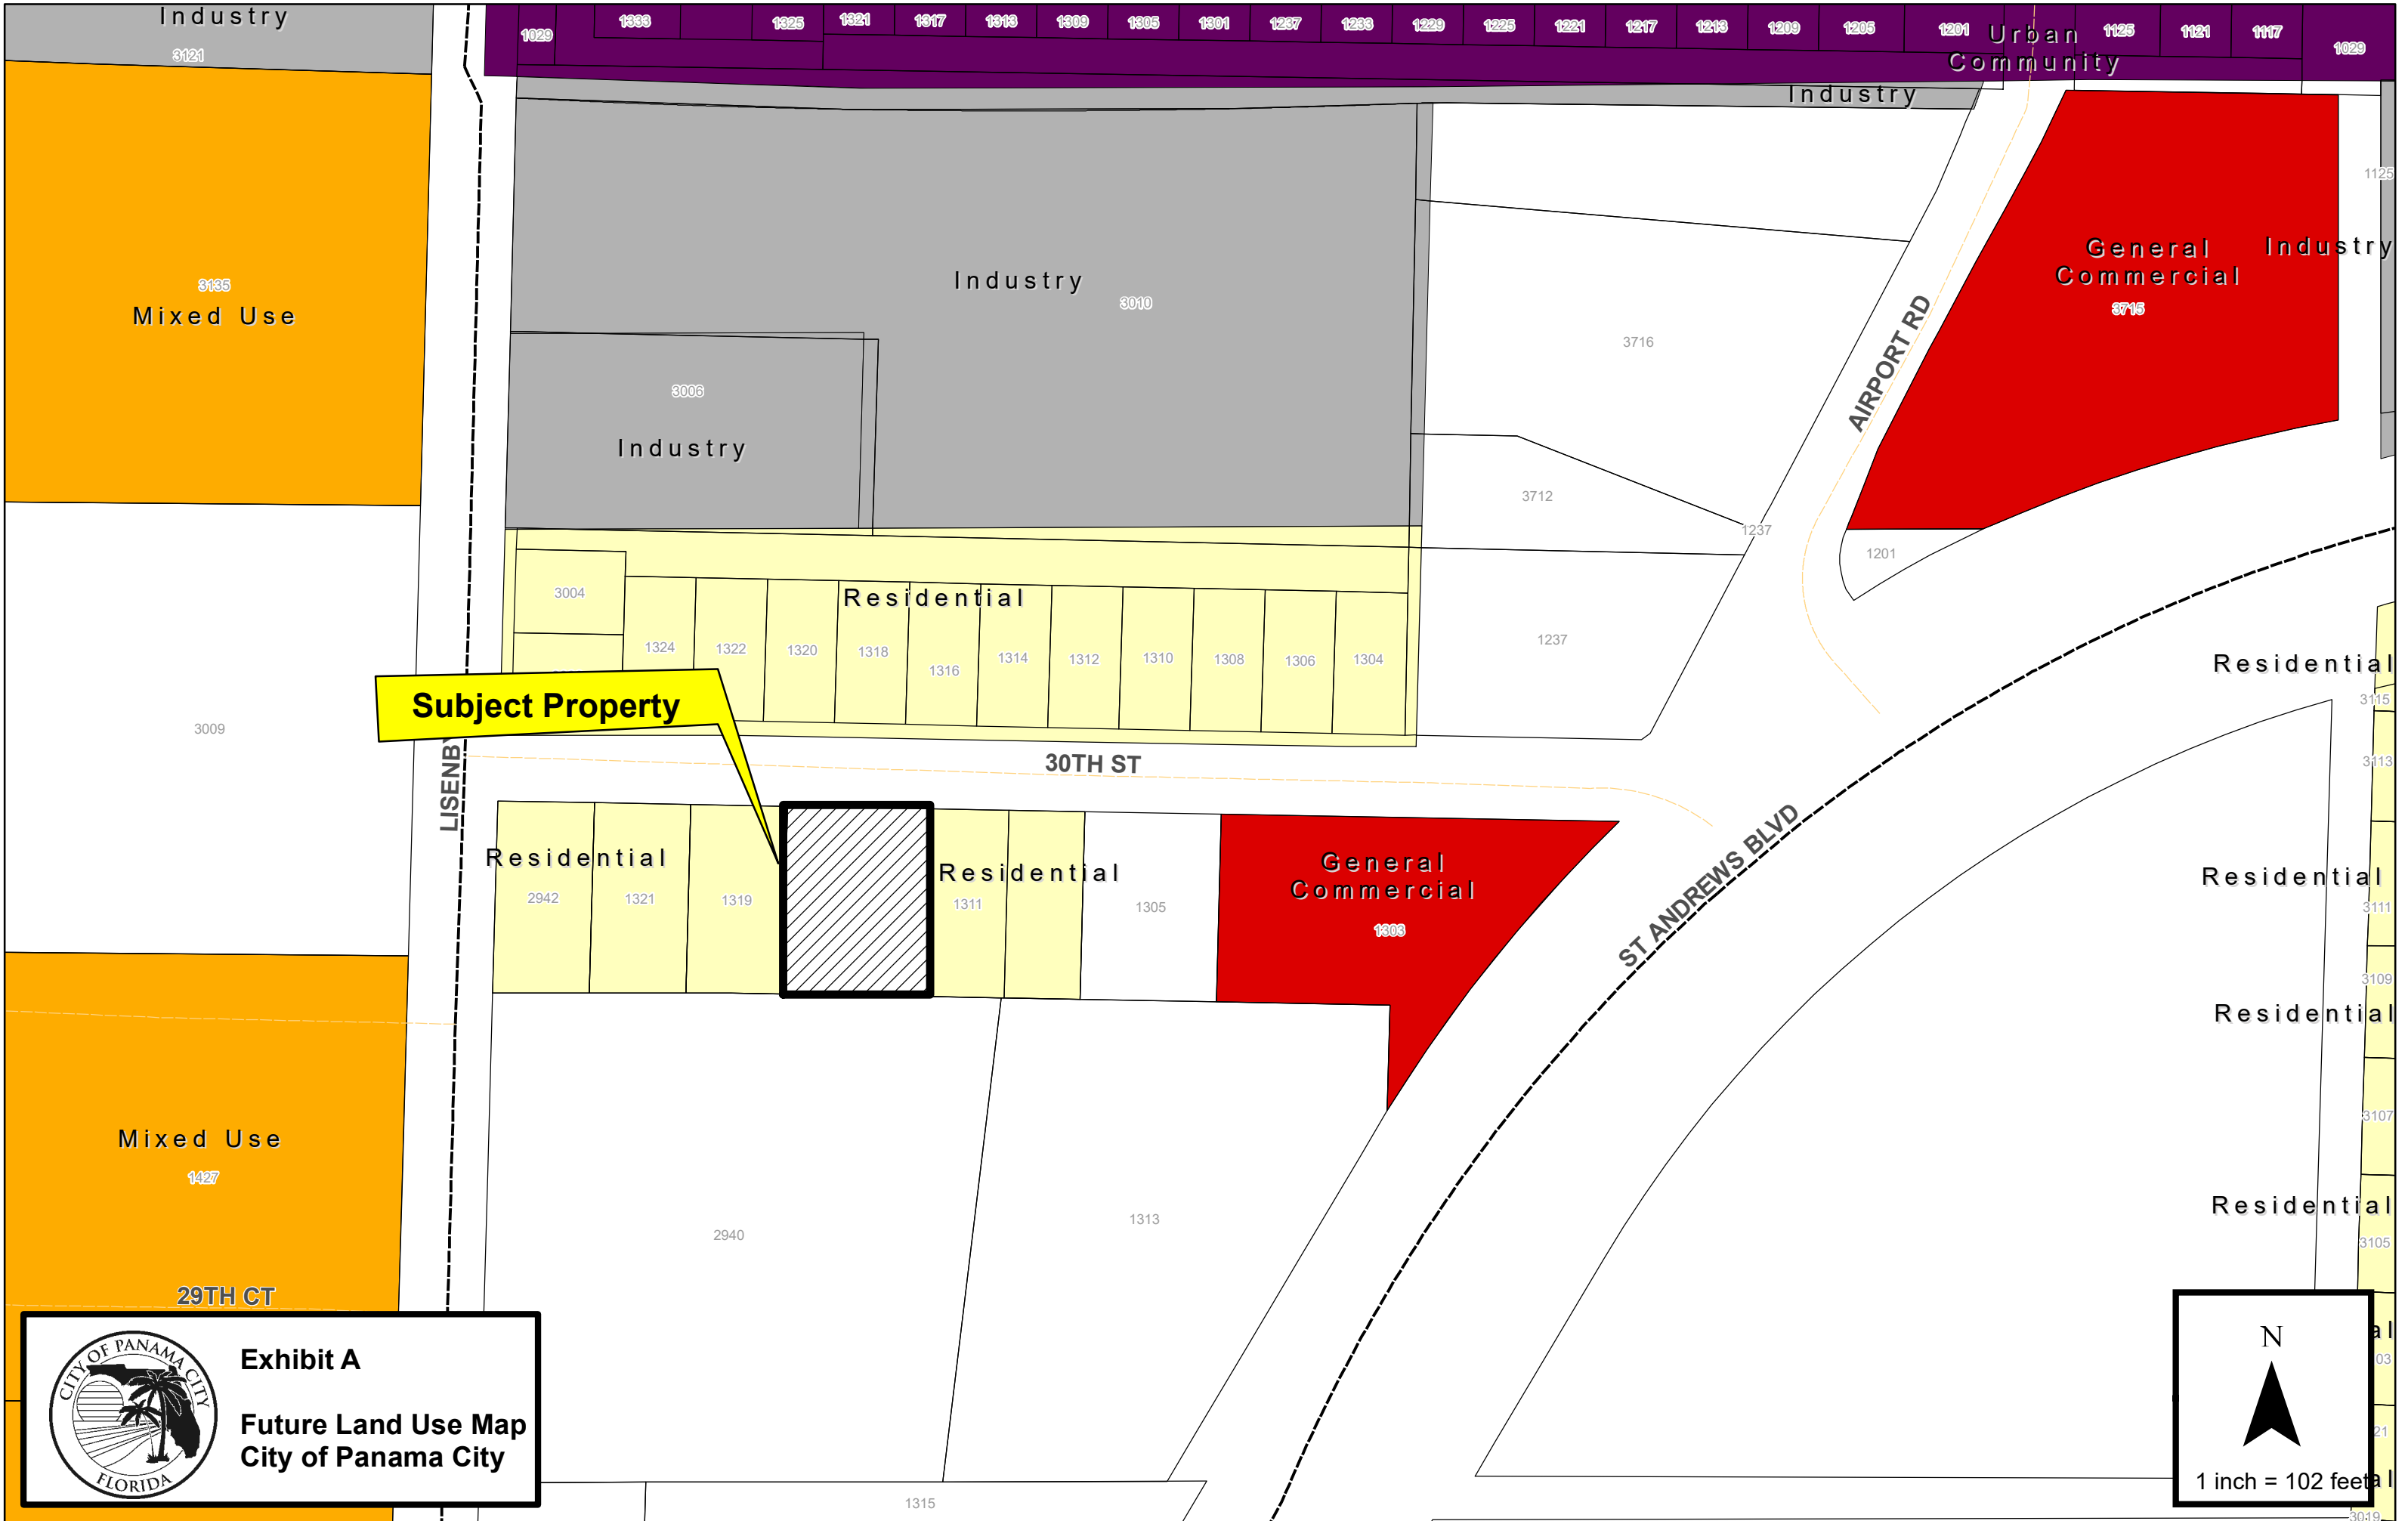 Industry
3121
1029
1333
1325
1321
1317
1313
1309
1305
1301
1237
1233
1229
1225
1221
1217
1213
1209
1205
1201
Urban
Community
1125
1121
1117
1029
Industry
1125
3135
Mixed Use
Industry
3010
General
Commercial
3715
Industry
3716
AIRPORT RD
3006
Industry
3712
1237
1201
3004
Residential
1324
1322
1320
1318
1316
1314
1312
1310
1308
1306
1304
1237
Residential
3115
Subject Property
3009
LISENBY
30TH ST
3113
Residential
2942
1321
1319
Residential
1311
1305
General
Commercial
1303
ST ANDREWS BLVD
Residential
3111
3109
Residential
Mixed Use
1427
3107
2940
1313
Residential
3105
29TH CT
CITY OF PANAMA CITY
FLORIDA
Exhibit A
Future Land Use Map
City of Panama City
N
1 inch = 102 feet
al
03
21
al
1315
3019